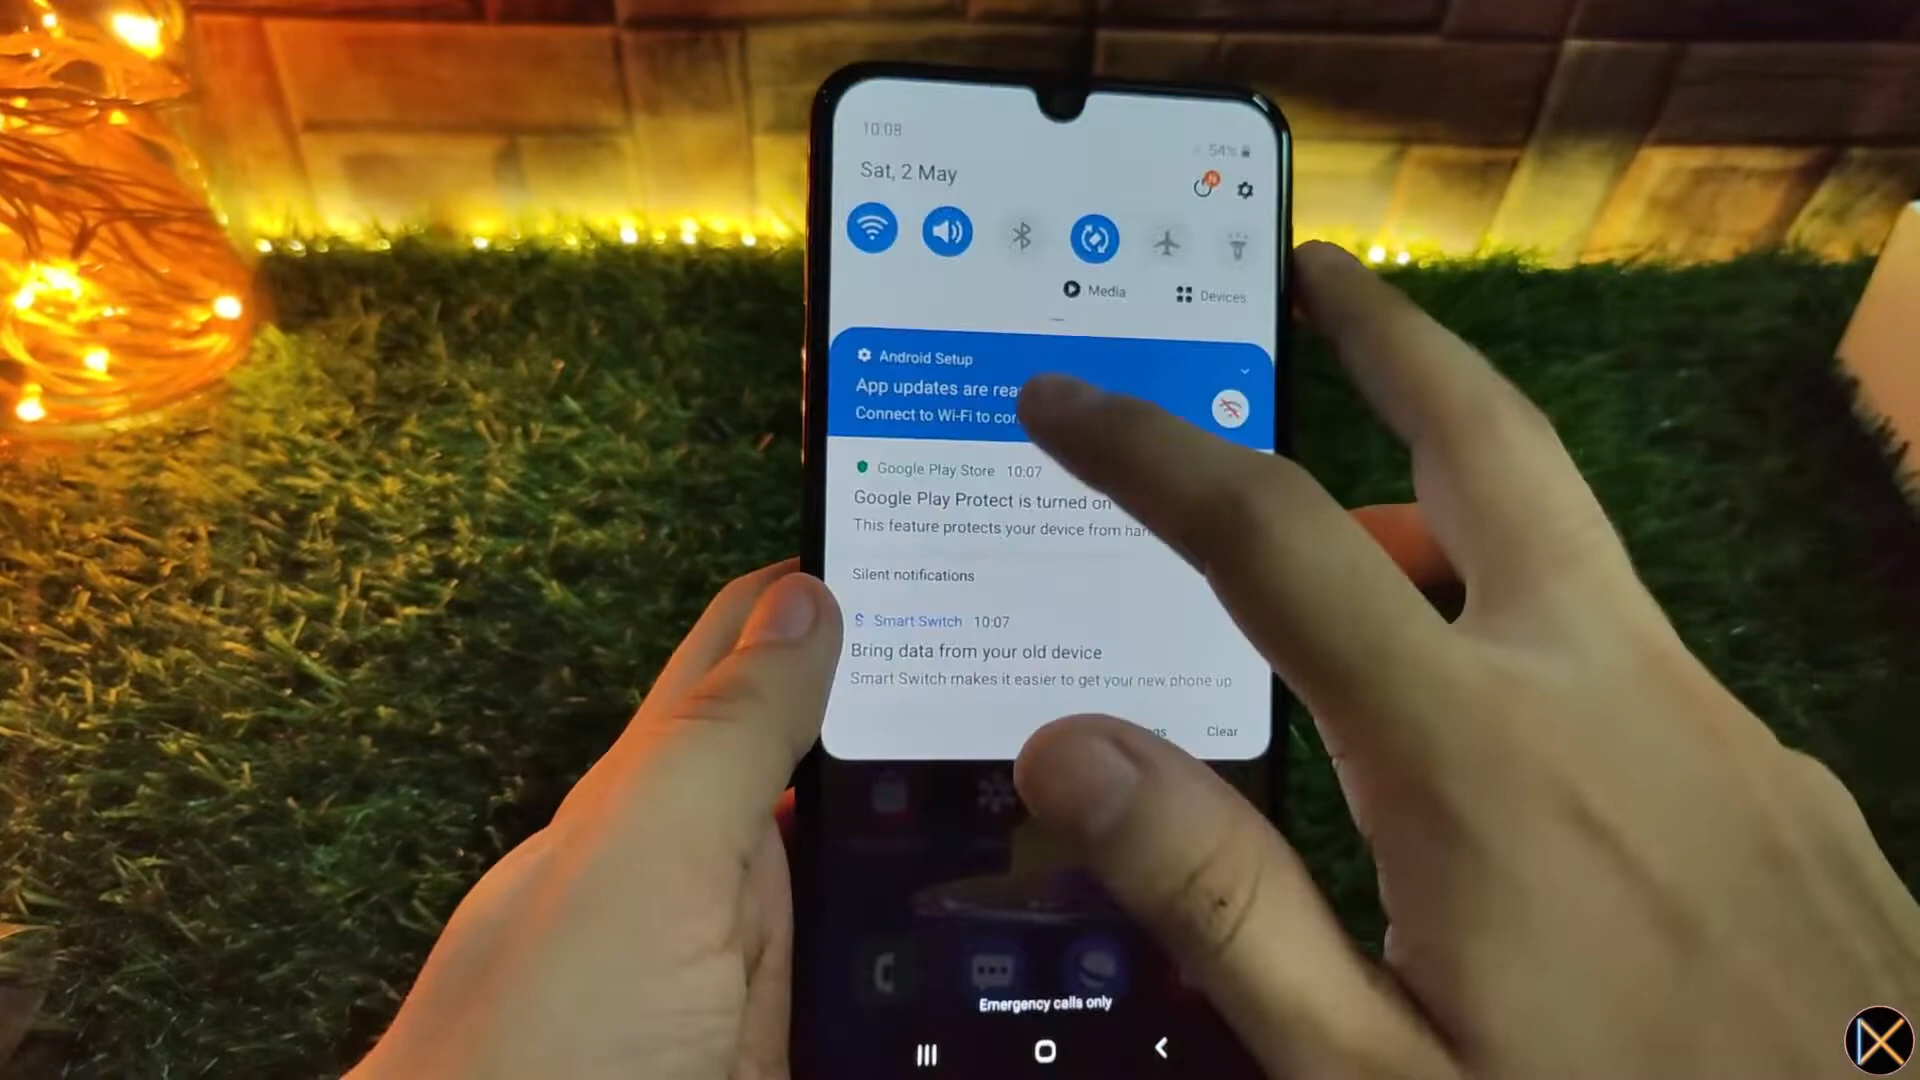 10:08
54%
Sat, 2 May
Media
Devices
Android Setup
App updates are
Connect to Wi-Fi to
Google Play Store 10:07
Google Play Protect is turned on
This feature protects your device from
Silent notifications
Smart Switch 10:07
Bring data from your old device
Smart Switch makes it easier to get your new phone up
Clear
Emergency calls only